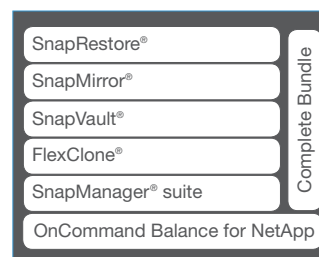 SnapRestore®
SnapMirror®
SnapVault®
FlexClone®
SnapManager® suite
Complete Bundle
OnCommand Balance for NetApp